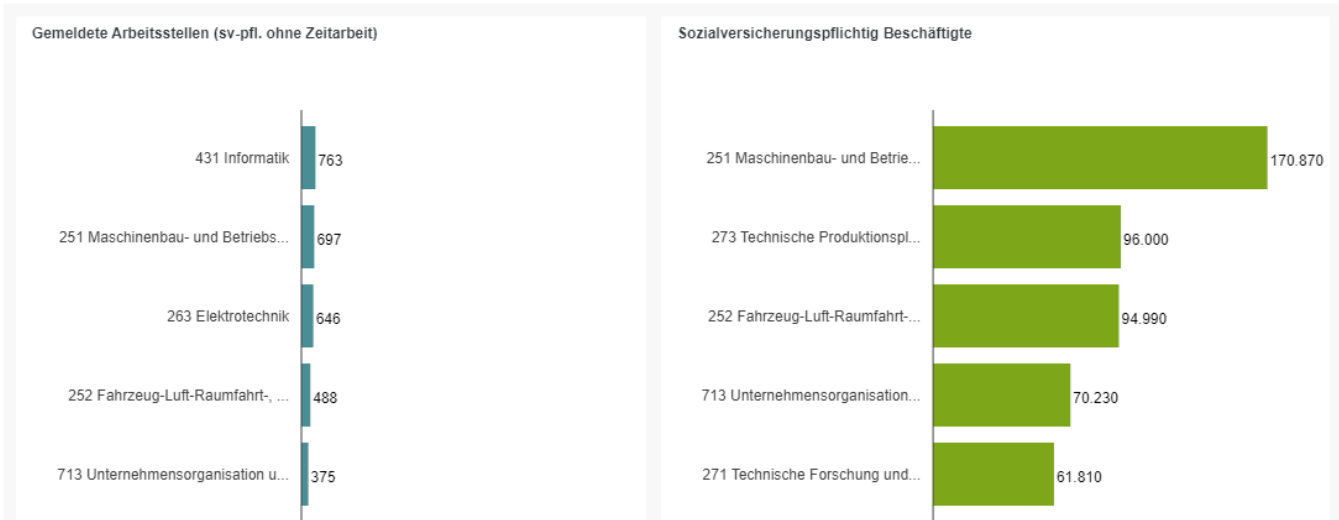 Gemeldete Arbeitsstellen (sv-pfl. ohne Zeitarbeit)
431 Informatik 763
251 Maschinenbau- und Betriebs... 697
263 Elektrotechnik 646
252 Fahrzeug-Luft-Raumfahrt-, ... 488
713 Unternehmensorganisation u... 375
Sozialversicherungspflichtig Beschäftigte
251 Maschinenbau- und Betrie... 170.870
273 Technische Produktionspl... 96.000
252 Fahrzeug-Luft-Raumfahrt-... 94.990
713 Unternehmensorganisation... 70.230
271 Technische Forschung und... 61.810